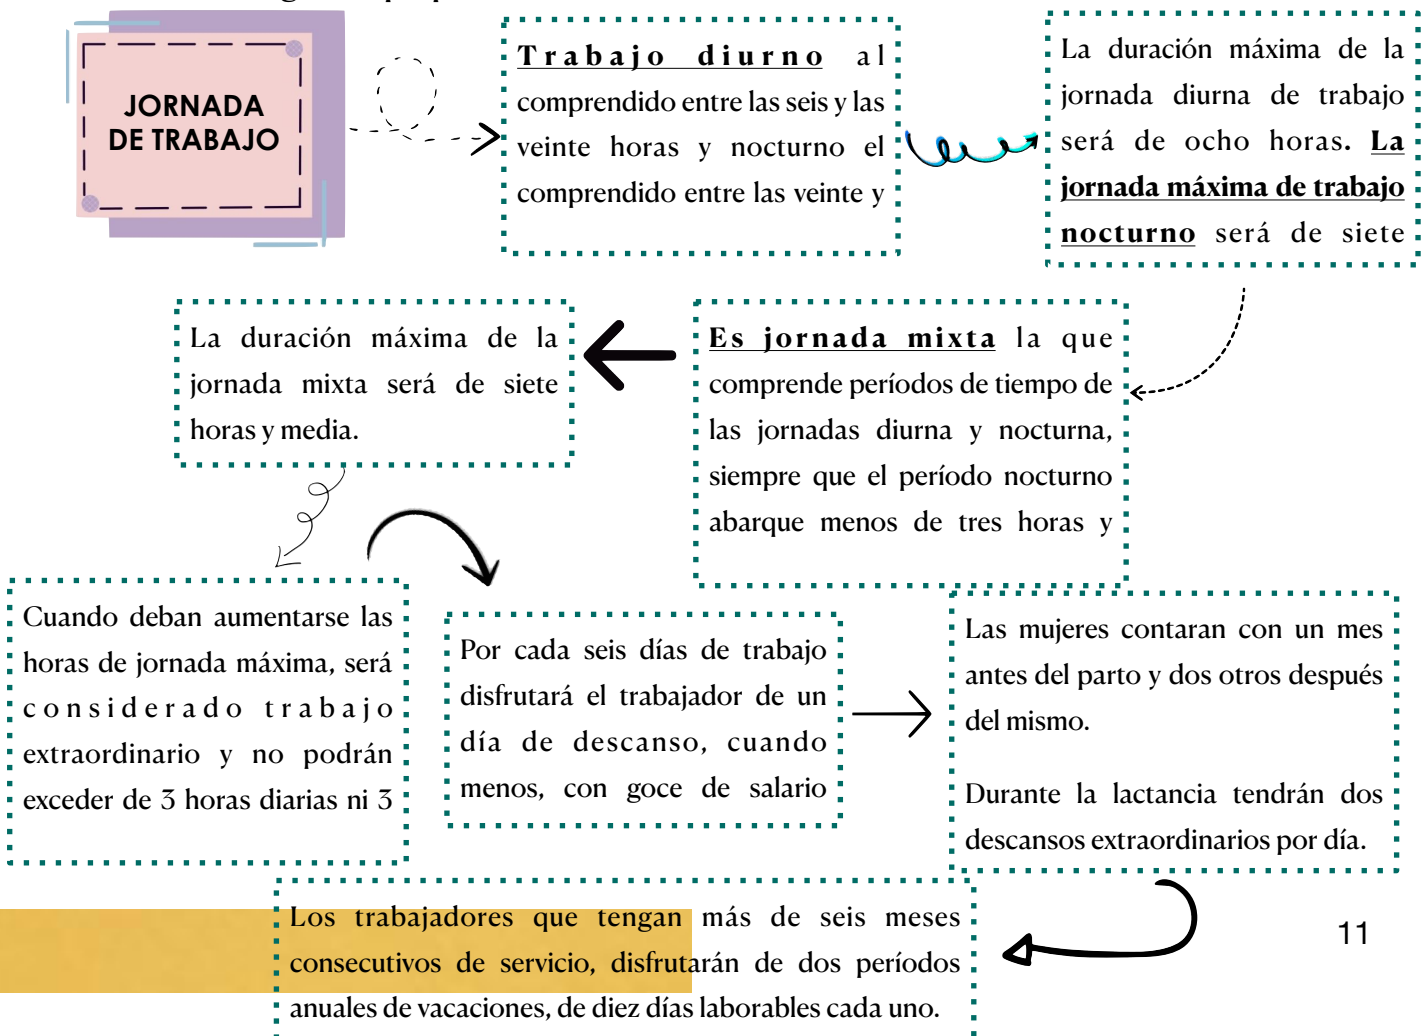 JORNADA
DE TRABAJO
Trabajo diurno al
comprendido entre las seis y las
veinte horas y nocturno el
comprendido entre las veinte y
La duración máxima de la
jornada diurna de trabajo
será de ocho horas. La
jornada máxima de trabajo
nocturno será de siete
Es jornada mixta la que
comprende períodos de tiempo de
las jornadas diurna y nocturna,
siempre que el período nocturno
abarque menos de tres horas y
La duración máxima de la
jornada mixta será de siete
horas y media.
Cuando deban aumentarse las
horas de jornada máxima, será
considerado trabajo
extraordinario y no podrán
exceder de 3 horas diarias ni 3
Por cada seis días de trabajo
disfrutará el trabajador de un
día de descanso, cuando
menos, con goce de salario
Las mujeres contaran con un mes
antes del parto y dos otros después
del mismo.
Durante la lactancia tendrán dos
descansos extraordinarios por día.
Los trabajadores que tengan más de seis meses
consecutivos de servicio, disfrutarán de dos períodos
anuales de vacaciones, de diez días laborables cada uno.
11